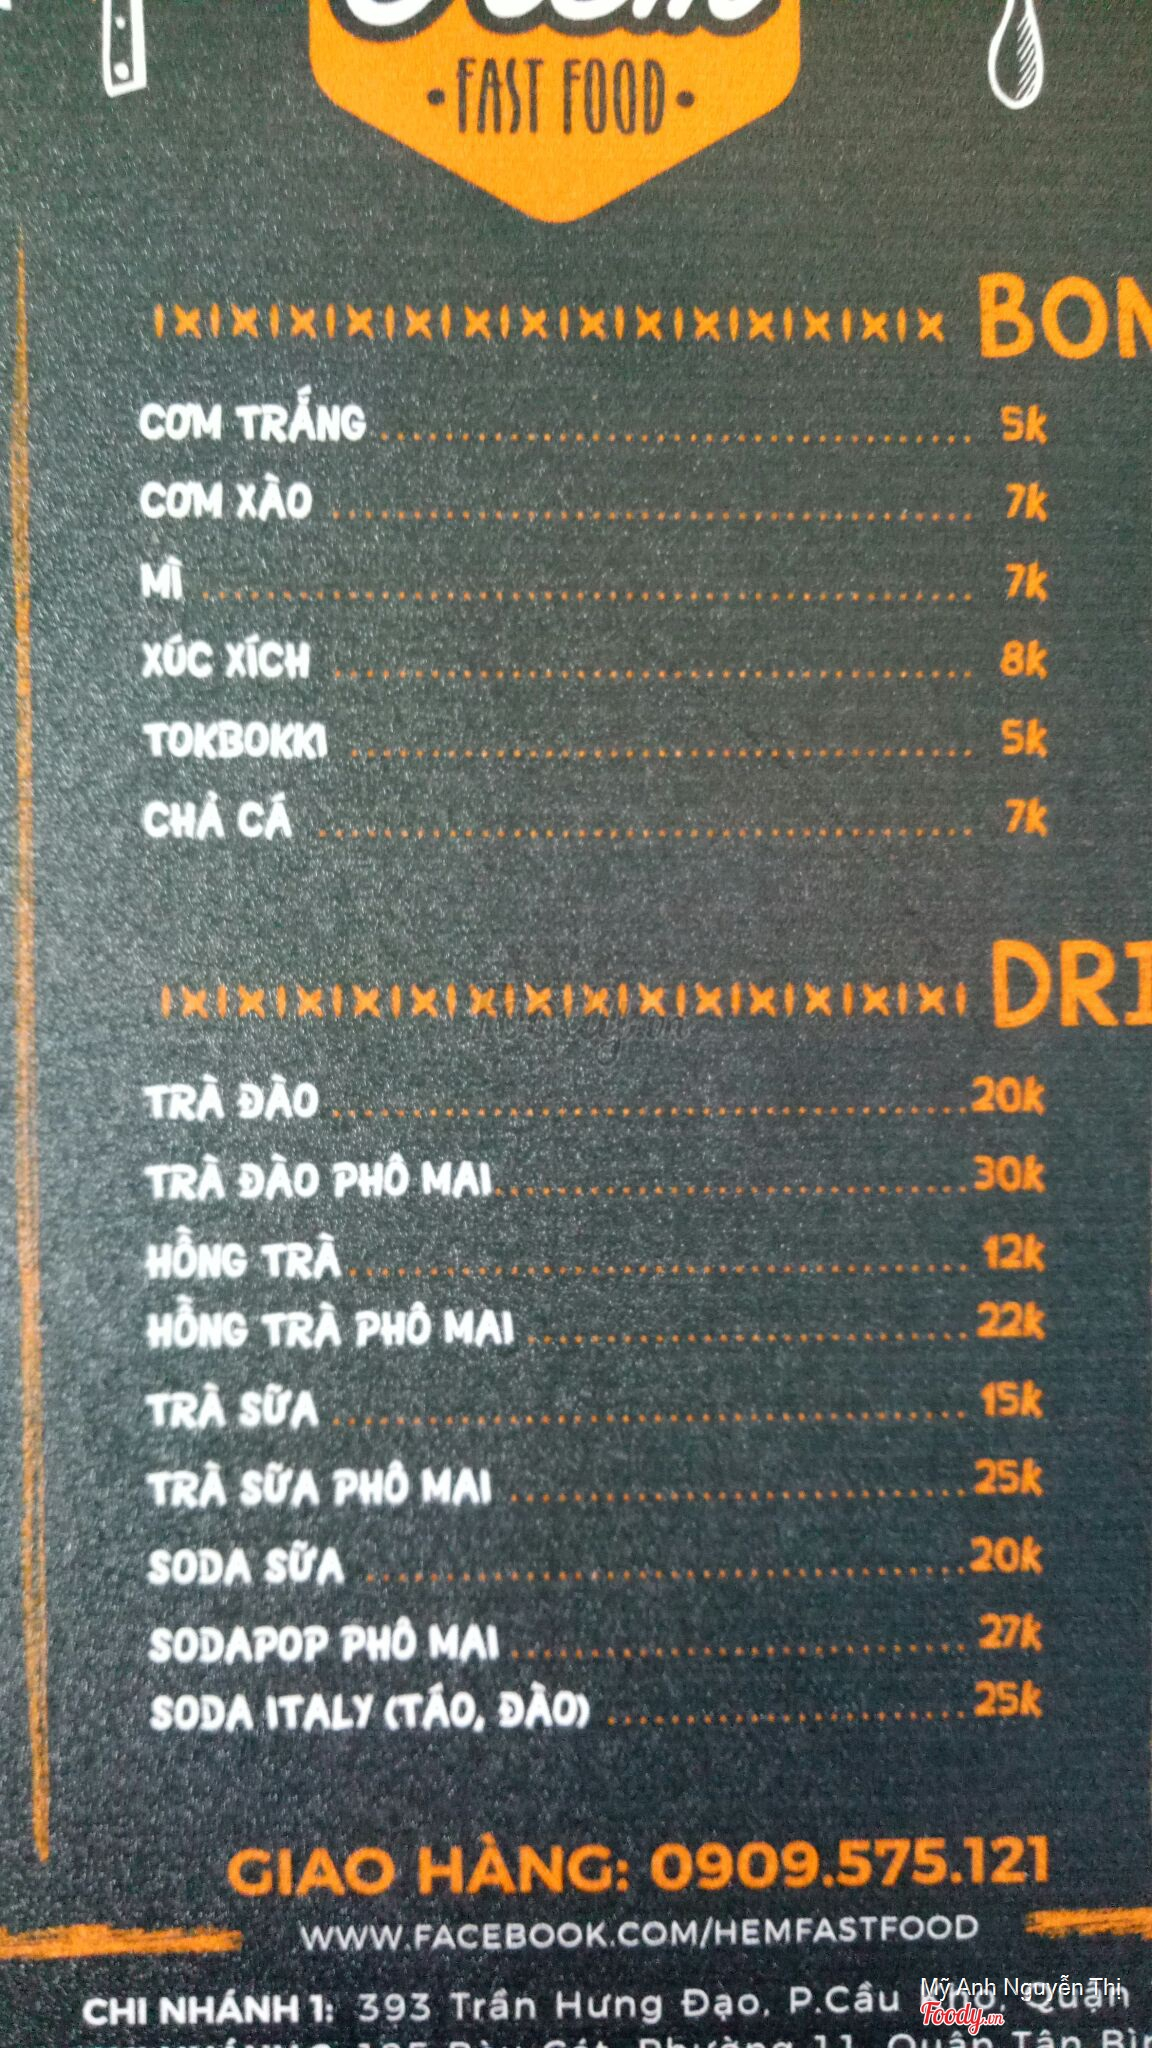 FAST FOOD
CƠM TRẮNG 5k
CƠM XÀO 7k
MÌ 7k
XÚC XÍCH 8k
TOKBOKKI 5k
CHẢ CÁ 7k
TRÀ ĐÀO 20k
TRÀ ĐÀO PHÔ MAI 30k
HỒNG TRÀ 12k
HỒNG TRÀ PHÔ MAI 22k
TRÀ SỮA 15k
TRÀ SỮA PHÔ MAI 25k
SODA SỮA 20k
SODAPOP PHÔ MAI 27k
SODA ITALY (TÁO, ĐÀO) 25k
GIAO HÀNG: 0909.575.121
WWW.FACEBOOK.COM/HEMFASTFOOD
Mỹ Anh Nguyễn Thị
Foody.vn
CHI NHÁNH 1: 393 Trần Hưng Đạo, P.Cầu Quận